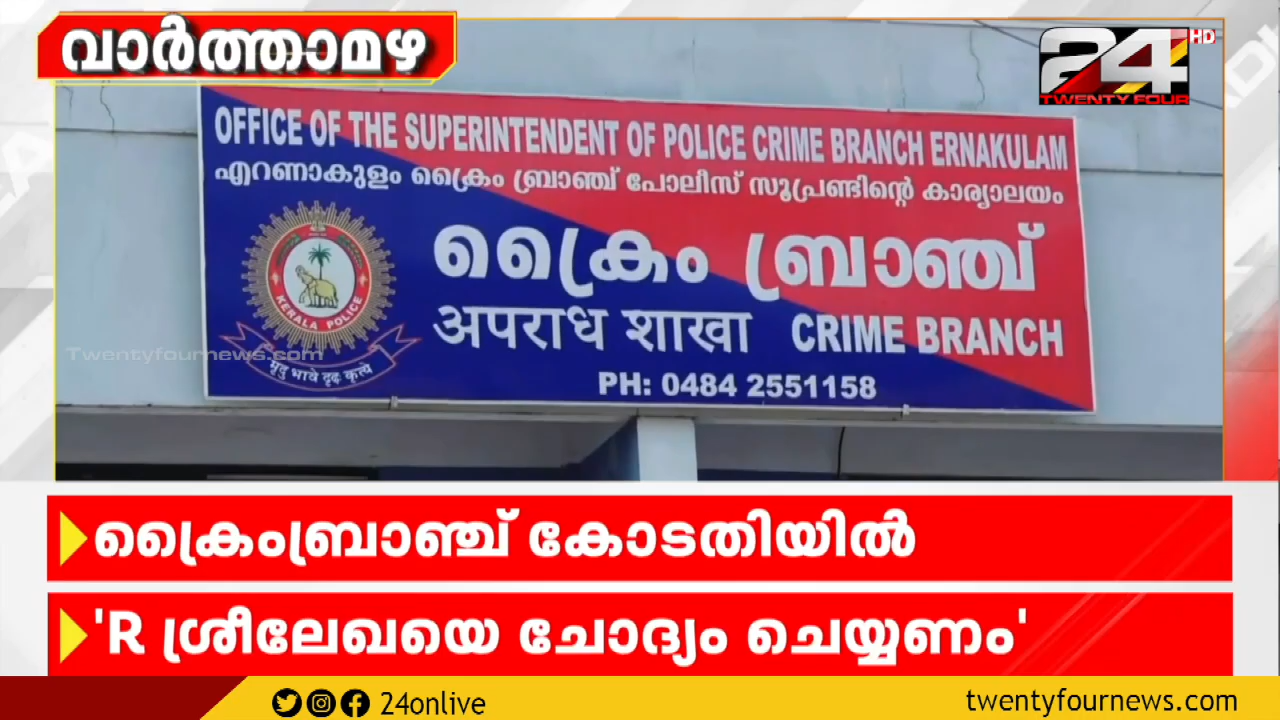 വാർത്താമഴ
24 HD
TWENTY FOUR
OFFICE OF THE SUPERINTENDENT OF POLICE CRIME BRANCH ERNAKULAM
എറണാകുളം ക്രൈം ബ്രാഞ്ച് പോലീസ് സൂപ്രണ്ടിന്റെ കാര്യാലയം
ക്രൈം ബ്രാഞ്ച്
अपराध शाखा CRIME BRANCH
KERALA POLICE
Twentyfournews.com
मृदु भावे दृढ कृत्ये
PH: 0484 2551158
ക്രൈംബ്രാഞ്ച് കോടതിയിൽ
'R ശ്രീലേഖയെ ചോദ്യം ചെയ്യണം'
24onlive
twentyfournews.com